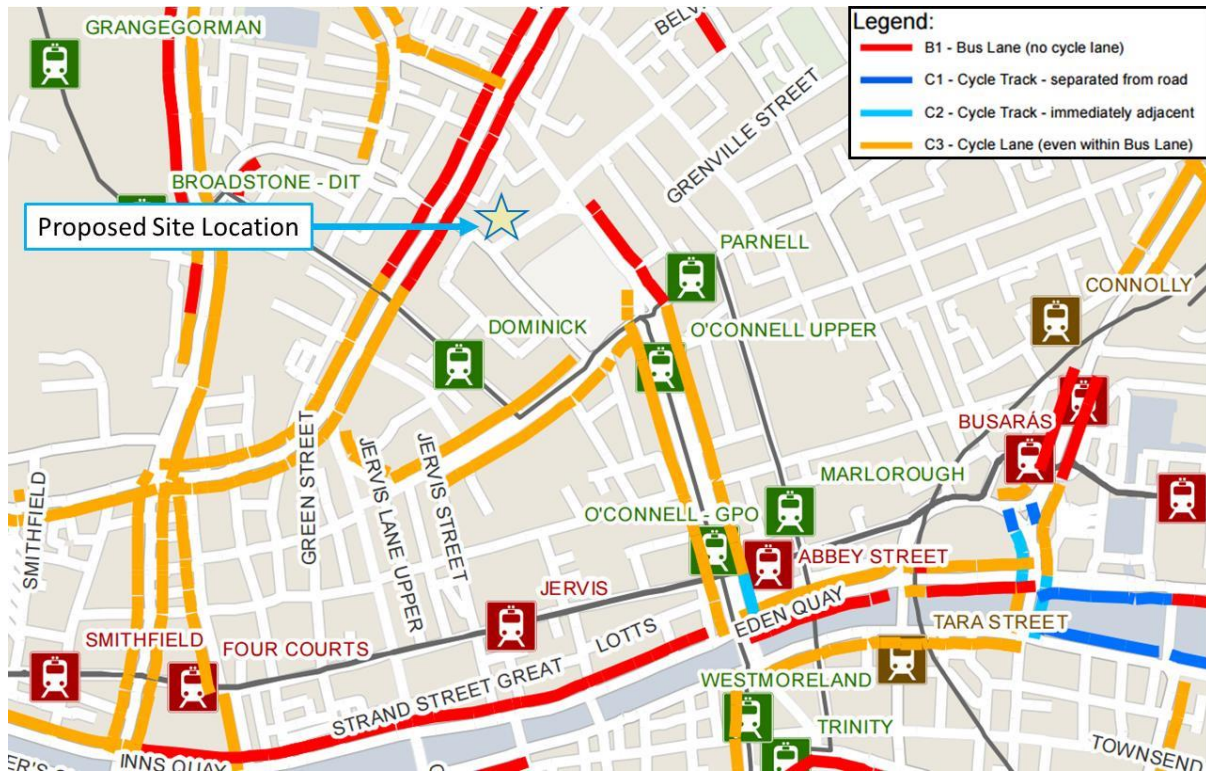 GRANGEGORMAN
BELV
Legend:
B1 - Bus Lane (no cycle lane)
C1 - Cycle Track - separated from road
C2 - Cycle Track - immediately adjacent
C3 - Cycle Lane (even within Bus Lane)
GRENVILLE STREET
BROADSTONE - DIT
Proposed Site Location
PARNELL
CONNOLLY
DOMINICK
O'CONNELL UPPER
BUSARÁS
GREEN STREET
JERVIS LANE UPPER
JERVIS STREET
MARLOROUGH
SMITHFIELD
O'CONNELL - GPO
ABBEY STREET
JERVIS
EDEN QUAY
TARA STREET
SMITHFIELD
FOUR COURTS
LOTTS
STRAND STREET GREAT
WESTMORELAND
TRINITY
INNS QUAY
TOWNSEND